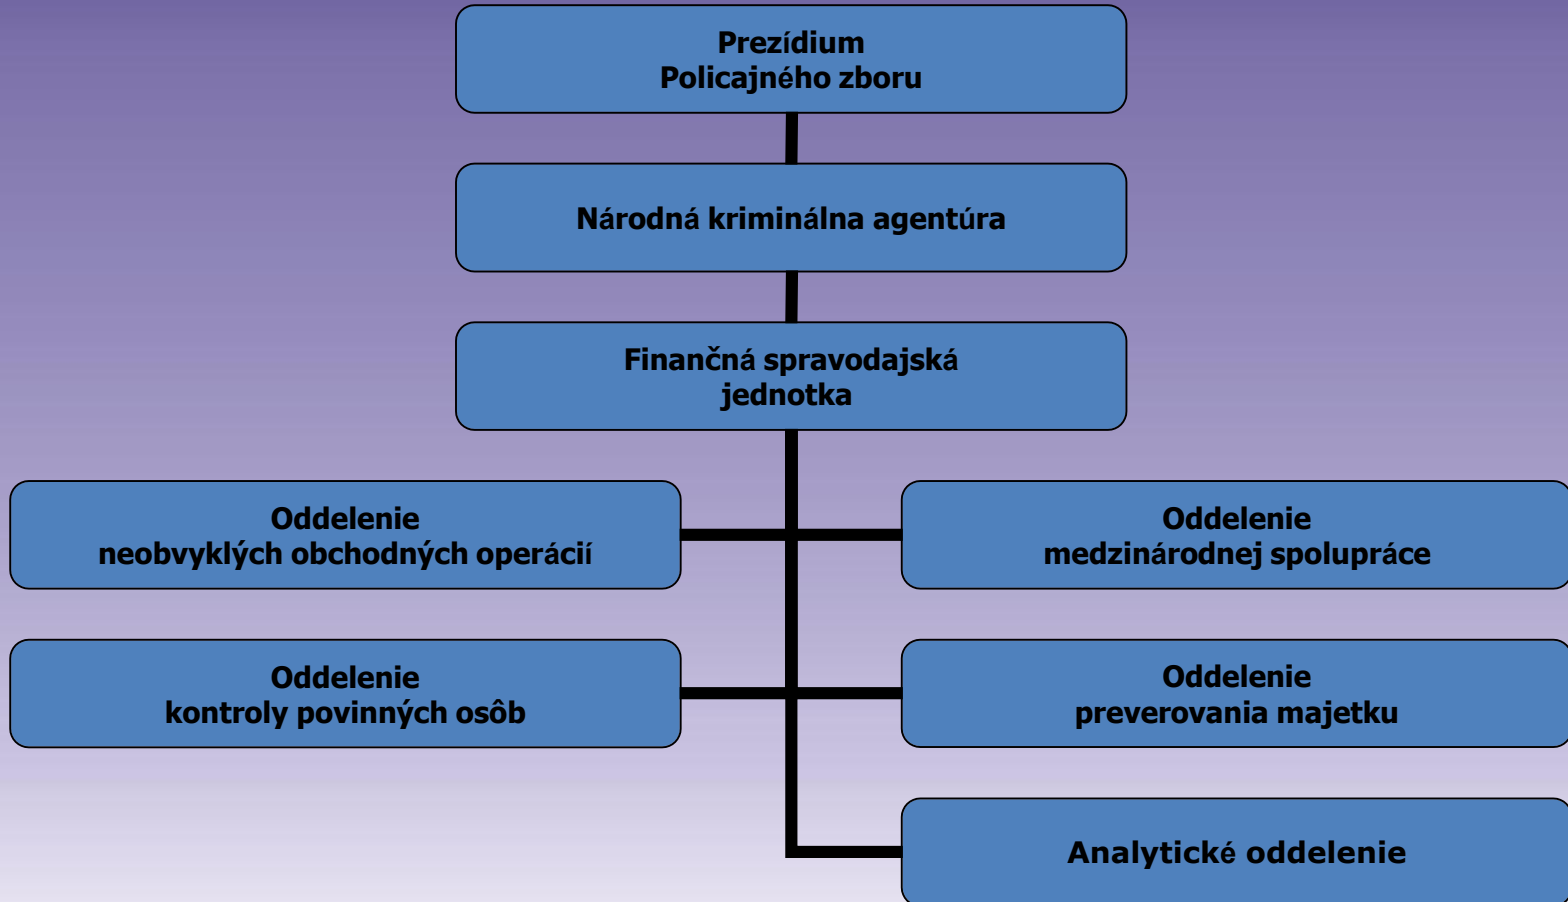 Prezídium
Policajného zboru
Národná kriminálna agentúra
Finančná spravodajská
jednotka
Oddelenie
neobvyklých obchodných operácií
Oddelenie
medzinárodnej spolupráce
Oddelenie
kontroly povinných osôb
Oddelenie
preverovania majetku
Analytické oddelenie